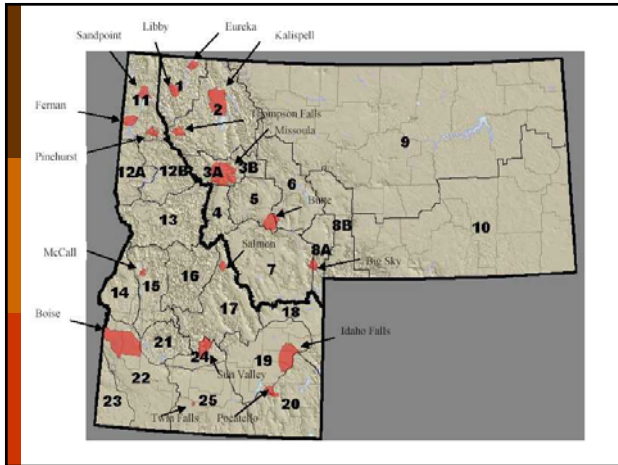 Eureka
Libby
Kalispell
Sandpoint
1
11
2
Fernan
Thompson Falls
Missoula
Pinehurst
9
12A
12B
3A
3B
6
5
Butte
4
8B
10
13
Salmon
8A
McCall
7
Big Sky
16
15
14
17
18
Boise
Idaho Falls
21
19
24
22
Sun Valley
23
25
20
Twin Falls
Pocatello